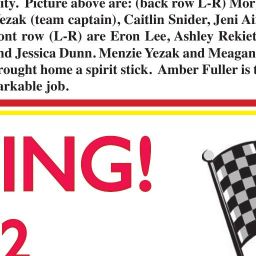 ity. Picture above are: (back row L-R) Mor
ezak (team captain), Caitlin Snider, Jeni Ai
ont row (L-R) are Eron Lee, Ashley Rekiet
nd Jessica Dunn. Menzie Yezak and Meagan
rought home a spirit stick. Amber Fuller is t
arkable job.
ING!
2